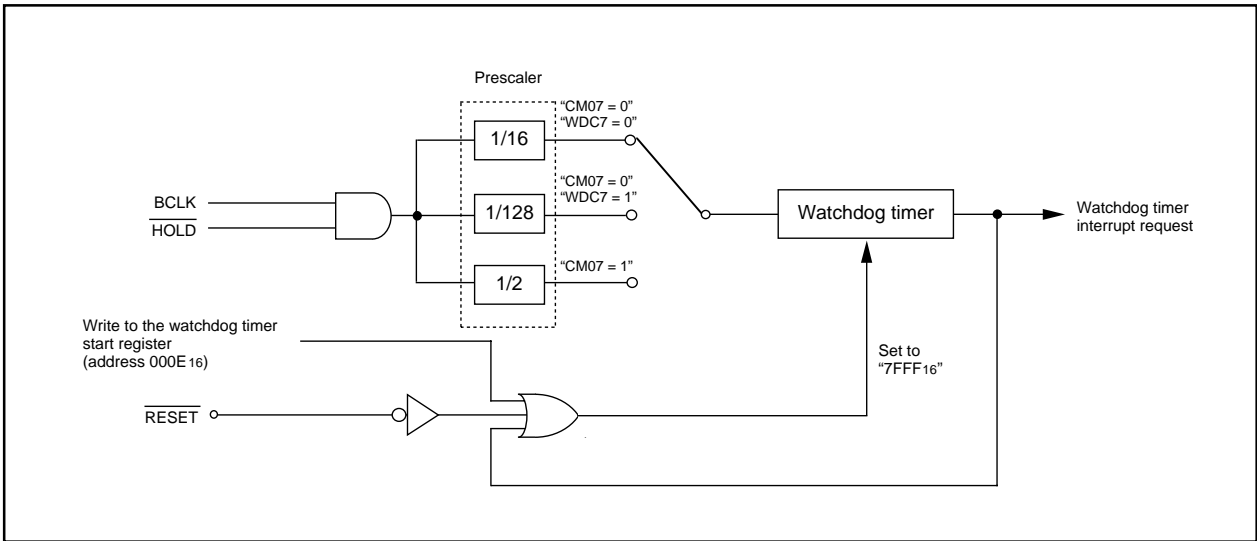 Prescaler
“CM07 = 0”
“WDC7 = 0”
1/16
BCLK
HOLD
“CM07 = 0”
“WDC7 = 1”
1/128
Watchdog timer
Watchdog timer
interrupt request
“CM07 = 1”
1/2
Write to the watchdog timer
start register
(address 000E16)
Set to
“7FFF16”
RESET